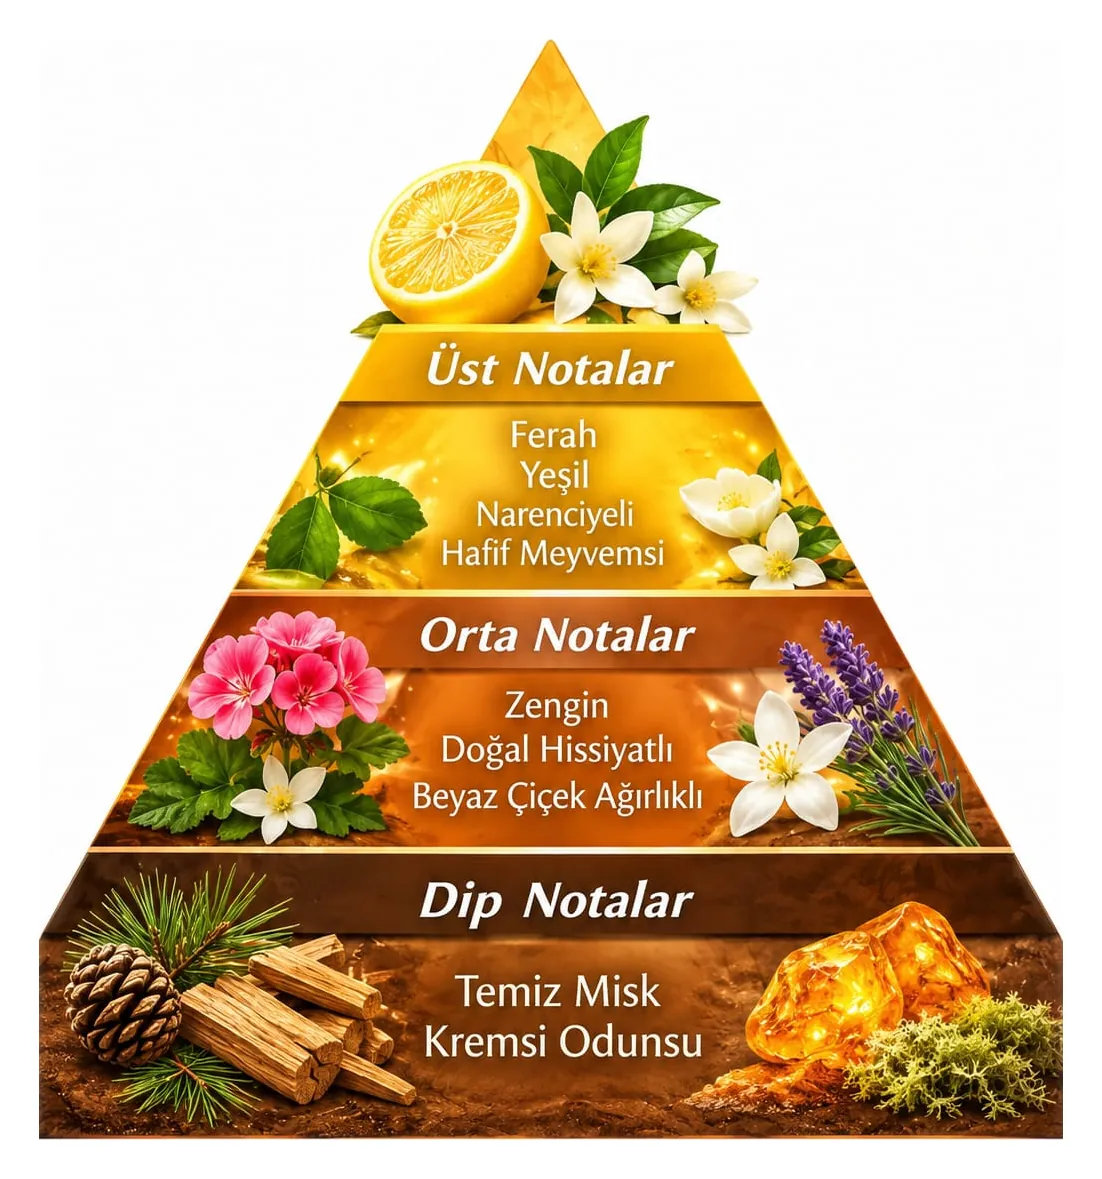 Üst Notalar
Ferah
Yeşil
Narenciyeli
Hafif Meyvemsi
Orta Notalar
Zengin
Doğal Hissiyatlı
Beyaz Çiçek Ağırlıklı
Dip Notalar
Temiz Misk
Kremsi Odunsu